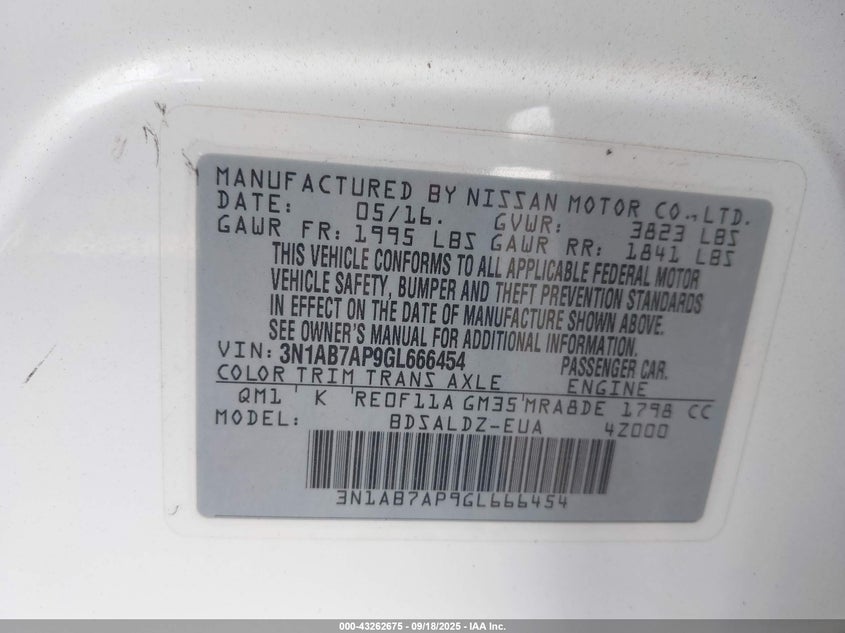 MANUFACTURED BY NISSAN MOTOR CO., LTD.
DATE: 05/16. GVWR: 3823 LBS
GAWR FR: 1995 LBS GAWR RR: 1841 LBS
THIS VEHICLE CONFORMS TO ALL APPLICABLE FEDERAL MOTOR
VEHICLE SAFETY, BUMPER AND THEFT PREVENTION STANDARDS
IN EFFECT ON THE DATE OF MANUFACTURE SHOWN ABOVE.
SEE OWNER'S MANUAL FOR ADDITIONAL INFORMATION.
VIN: 3N1AB7AP9GL666454 PASSENGER CAR.
COLOR TRIM TRANS AXLE ENGINE
QM1 K RE0F11A GM35 MRA8DE 1798 CC
MODEL: BDSALDZ-EUA 4Z000
3N1AB7AP9GL666454
000-43262675 - 09/18/2025 - IAA Inc.